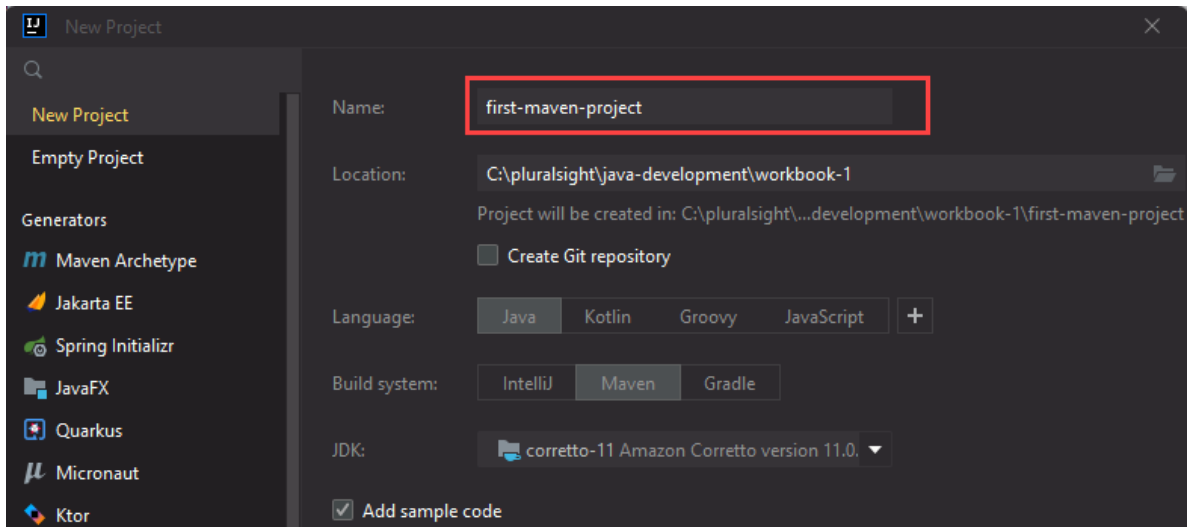 New Project
New Project
Empty Project
Generators
Maven Archetype
Jakarta EE
Spring Initializr
JavaFX
Quarkus
Micronaut
Ktor
Name:
first-maven-project
Location:
C:\pluralsight\java-development\workbook-1
Project will be created in: C:\pluralsight\...development\workbook-1\first-maven-project
Create Git repository
Language:
Java Kotlin Groovy JavaScript +
Build system:
IntelliJ Maven Gradle
JDK:
corretto-11 Amazon Corretto version 11.0.
Add sample code